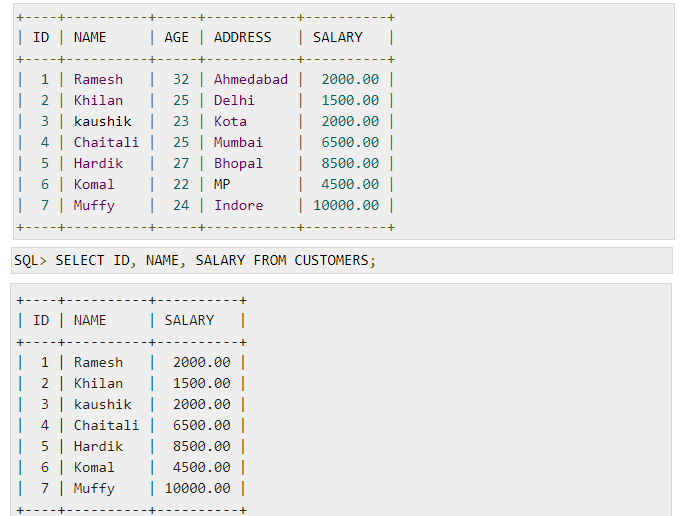 +----+----------+-----+-----------+----------+
| ID | NAME     | AGE | ADDRESS   | SALARY   |
+----+----------+-----+-----------+----------+
|  1 | Ramesh   |  32 | Ahmedabad |  2000.00 |
|  2 | Khilan   |  25 | Delhi     |  1500.00 |
|  3 | kaushik  |  23 | Kota      |  2000.00 |
|  4 | Chaitali |  25 | Mumbai    |  6500.00 |
|  5 | Hardik   |  27 | Bhopal    |  8500.00 |
|  6 | Komal    |  22 | MP        |  4500.00 |
|  7 | Muffy    |  24 | Indore    | 10000.00 |
+----+----------+-----+-----------+----------+
SQL> SELECT ID, NAME, SALARY FROM CUSTOMERS;
+----+----------+----------+
| ID | NAME     | SALARY   |
+----+----------+----------+
|  1 | Ramesh   |  2000.00 |
|  2 | Khilan   |  1500.00 |
|  3 | kaushik  |  2000.00 |
|  4 | Chaitali |  6500.00 |
|  5 | Hardik   |  8500.00 |
|  6 | Komal    |  4500.00 |
|  7 | Muffy    | 10000.00 |
+----+----------+----------+